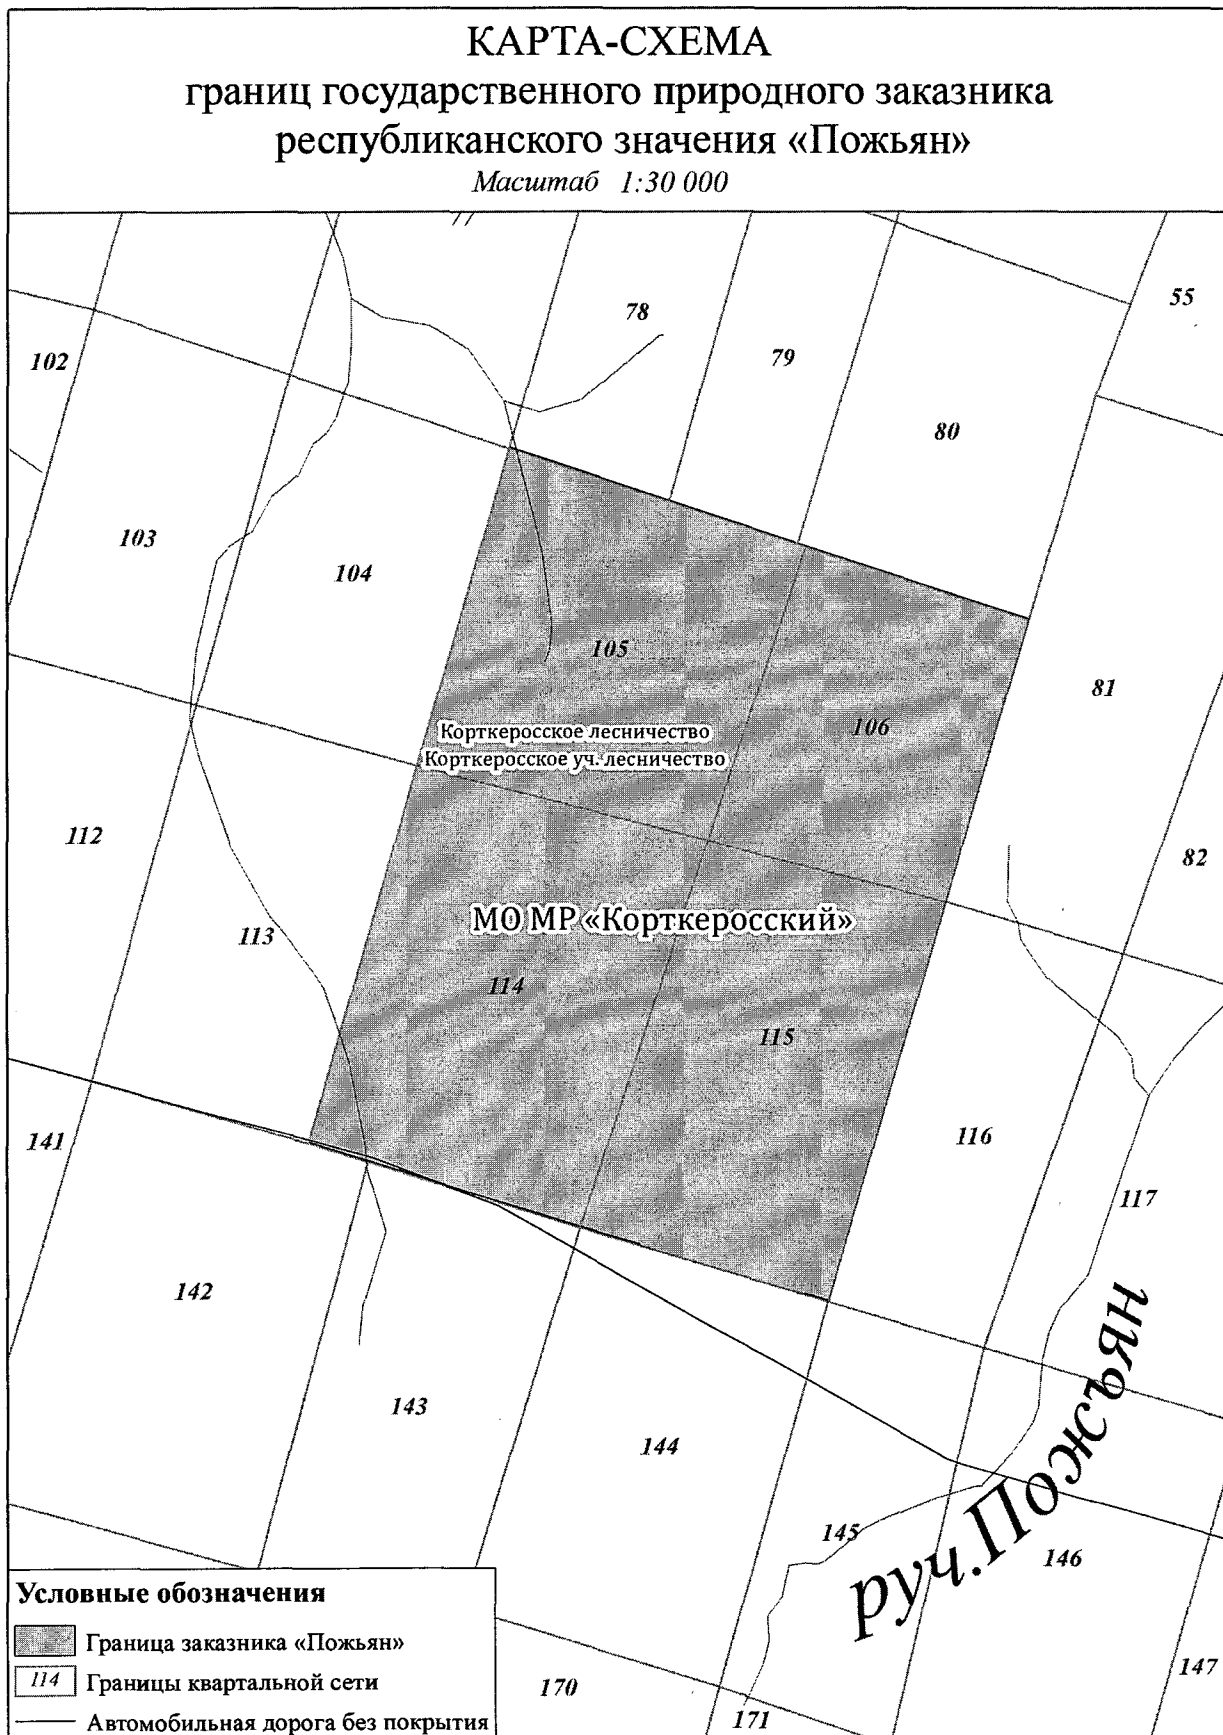 КАРТА-СХЕМА
границ государственного природного заказника
республиканского значения «Пожьян»
Масштаб 1:30 000
55
78
79
102
80
103
104
105
81
106
Корткеросское лесничество
Корткеросское уч. лесничество
112
82
МО МР «Корткеросский»
113
114
115
116
141
117
142
143
144
145
146
руч.Пожъян
147
170
171
Условные обозначения
Граница заказника «Пожьян»
114 Границы квартальной сети
Автомобильная дорога без покрытия